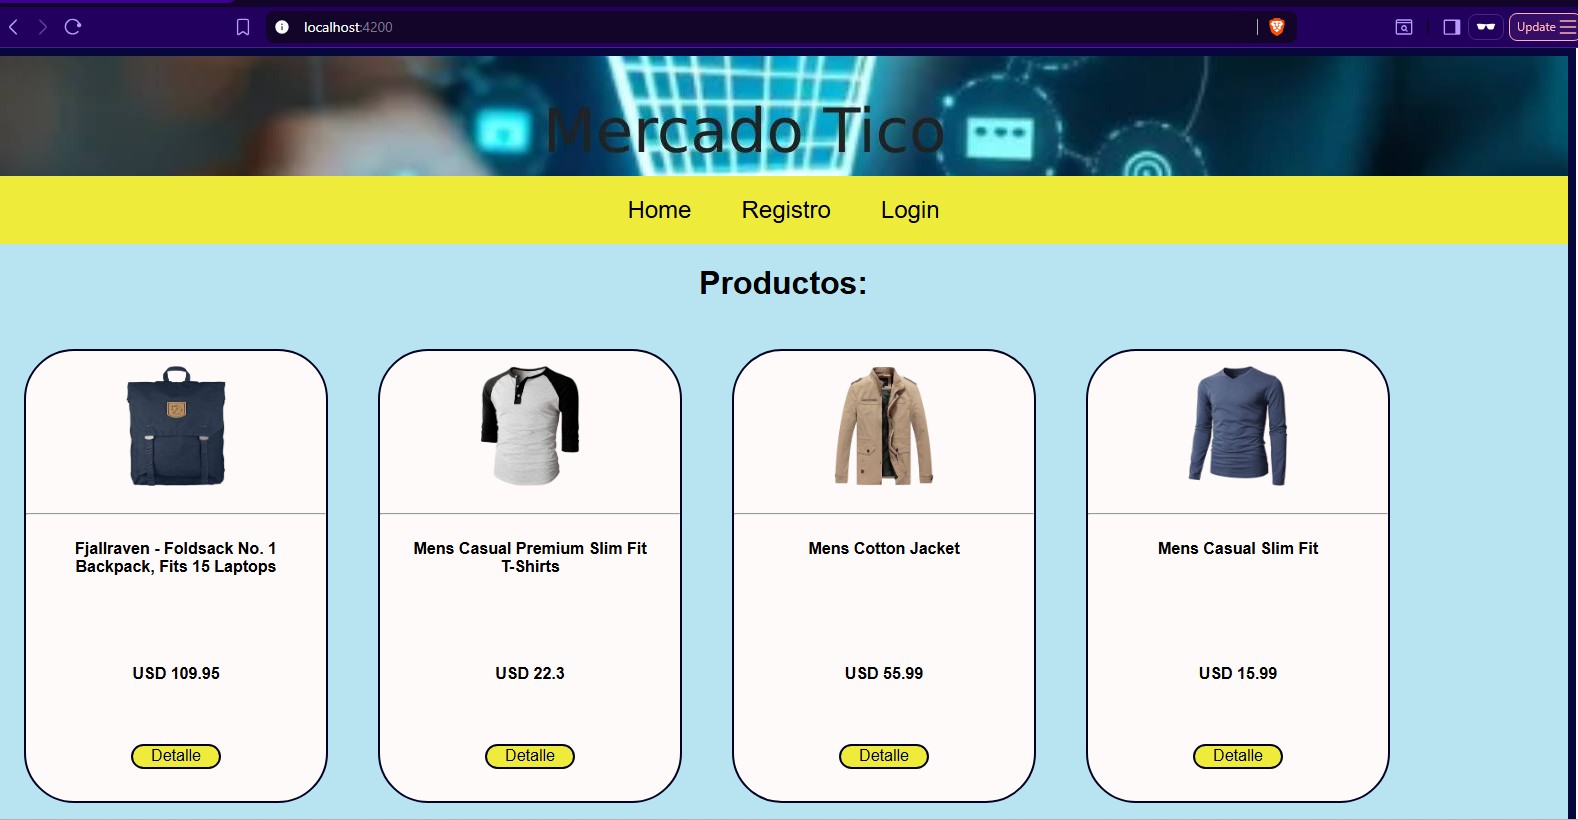 localhost:4200
Update
Mercado Tico
Home Registro Login
Productos:
Fjallraven - Foldsack No. 1
Backpack, Fits 15 Laptops
USD 109.95
Detalle
Mens Casual Premium Slim Fit
T-Shirts
USD 22.3
Detalle
Mens Cotton Jacket
USD 55.99
Detalle
Mens Casual Slim Fit
USD 15.99
Detalle